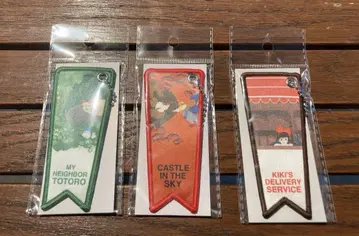 MY
NEIGHBOR
TOTORO
CASTLE
IN THE
SKY
KIKI'S
DELIVERY
SERVICE